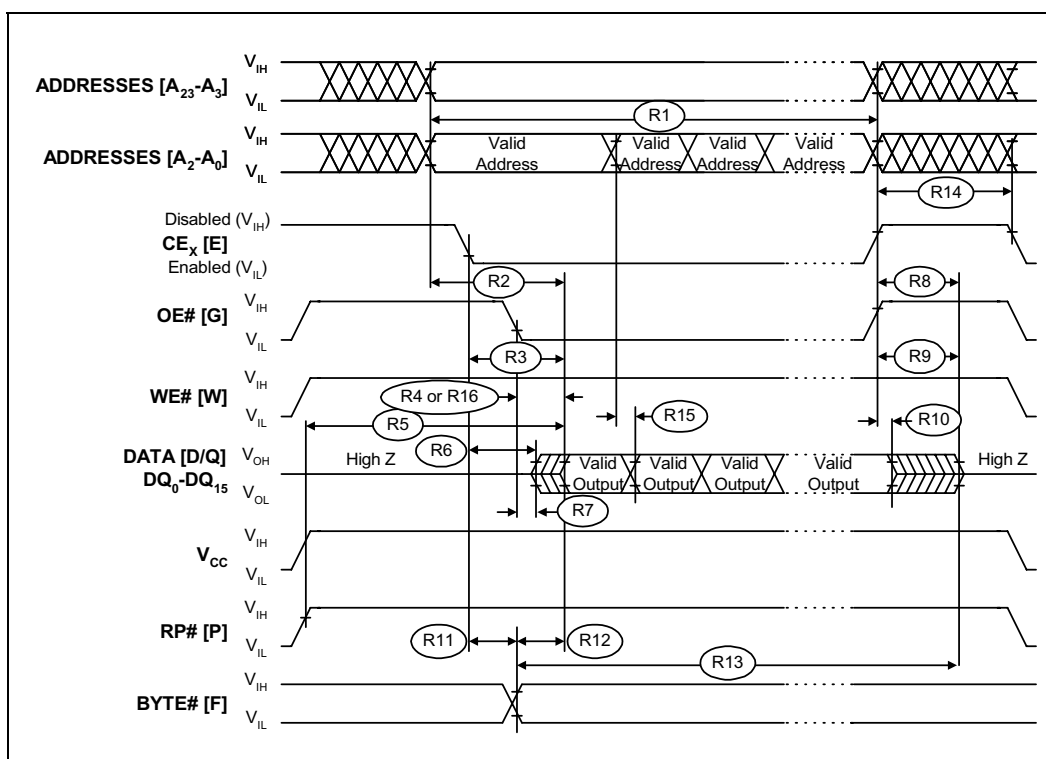 V_IH
ADDRESSES [A_23-A_3]
V_IL
R1
V_IH
ADDRESSES [A_2-A_0]
V_IL
Valid Address
Valid Address
Valid Address
Valid Address
R14
Disabled (V_IH)
CE_X [E]
Enabled (V_IL)
R2
R8
V_IH
OE# [G]
V_IL
R3
R9
V_IH
WE# [W]
V_IL
R4 or R16
R15
R10
R5
R6
DATA [D/Q]
DQ_0-DQ_15
V_OH
V_OL
High Z
Valid Output
Valid Output
Valid Output
Valid Output
High Z
R7
V_IH
V_CC
V_IL
V_IH
RP# [P]
V_IL
R11
R12
R13
V_IH
BYTE# [F]
V_IL